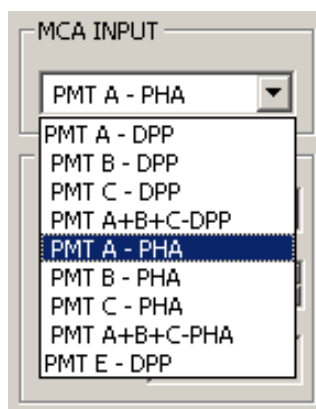 MCA INPUT
PMT A - PHA
PMT A - DPP
PMT B - DPP
PMT C - DPP
PMT A+B+C-DPP
PMT A - PHA
PMT B - PHA
PMT C - PHA
PMT A+B+C-PHA
PMT E - DPP